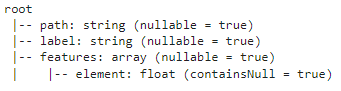 root
 |-- path: string (nullable = true)
 |-- label: string (nullable = true)
 |-- features: array (nullable = true)
 |    |-- element: float (containsNull = true)